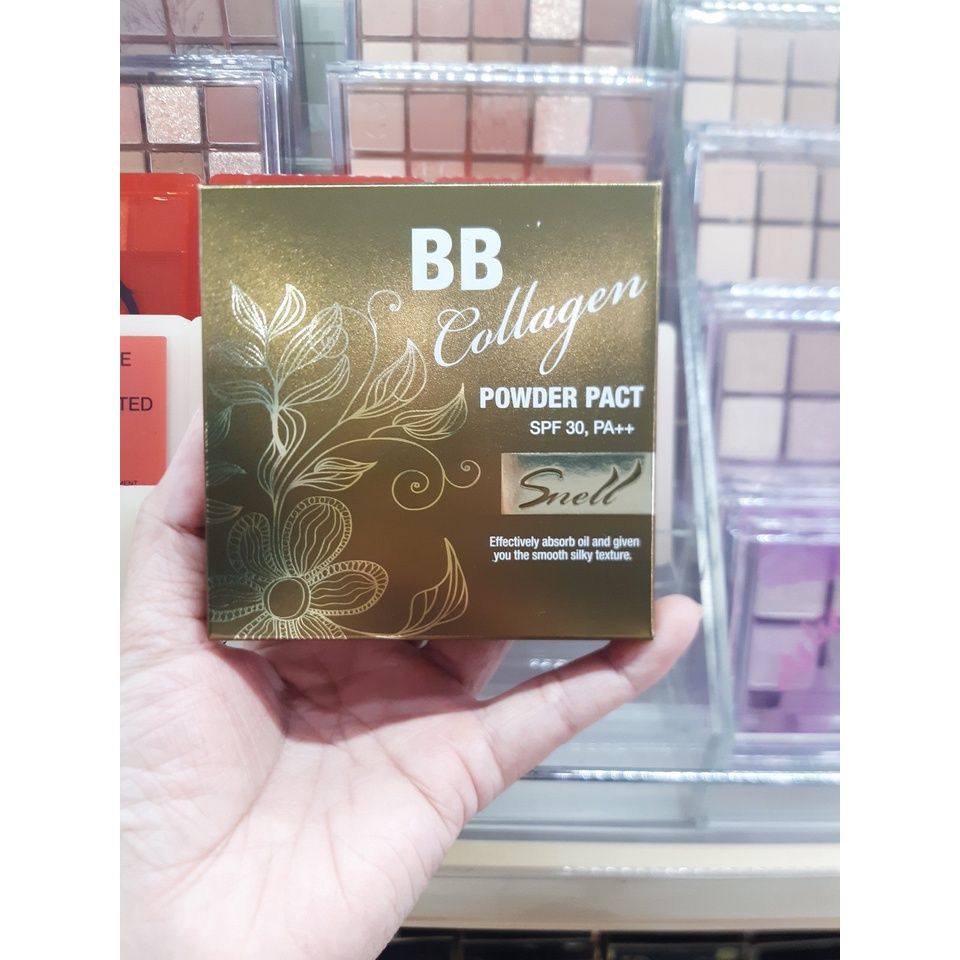 BB
Collagen
POWDER PACT
SPF 30, PA++
Snell
Effectively absorb oil and given
you the smooth silky texture.
E
TED
MENT